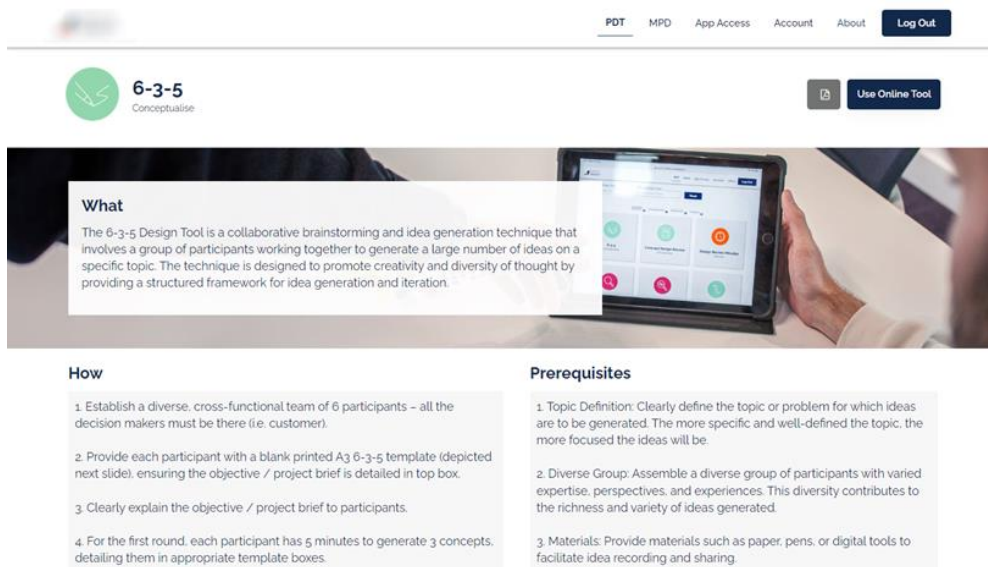 PDT MPD App Access Account About Log Out
6-3-5
Conceptualise
Use Online Tool
What
The 6-3-5 Design Tool is a collaborative brainstorming and idea generation technique that
involves a group of participants working together to generate a large number of ideas on a
specific topic. The technique is designed to promote creativity and diversity of thought by
providing a structured framework for idea generation and iteration.
How
1. Establish a diverse, cross-functional team of 6 participants – all the
decision makers must be there (i.e. customer).
2. Provide each participant with a blank printed A3 6-3-5 template (depicted
next slide), ensuring the objective / project brief is detailed in top box.
3. Clearly explain the objective / project brief to participants.
4. For the first round, each participant has 5 minutes to generate 3 concepts,
detailing them in appropriate template boxes.
Prerequisites
1. Topic Definition: Clearly define the topic or problem for which ideas
are to be generated. The more specific and well-defined the topic, the
more focused the ideas will be.
2. Diverse Group: Assemble a diverse group of participants with varied
expertise, perspectives, and experiences. This diversity contributes to
the richness and variety of ideas generated.
3. Materials: Provide materials such as paper, pens, or digital tools to
facilitate idea recording and sharing.